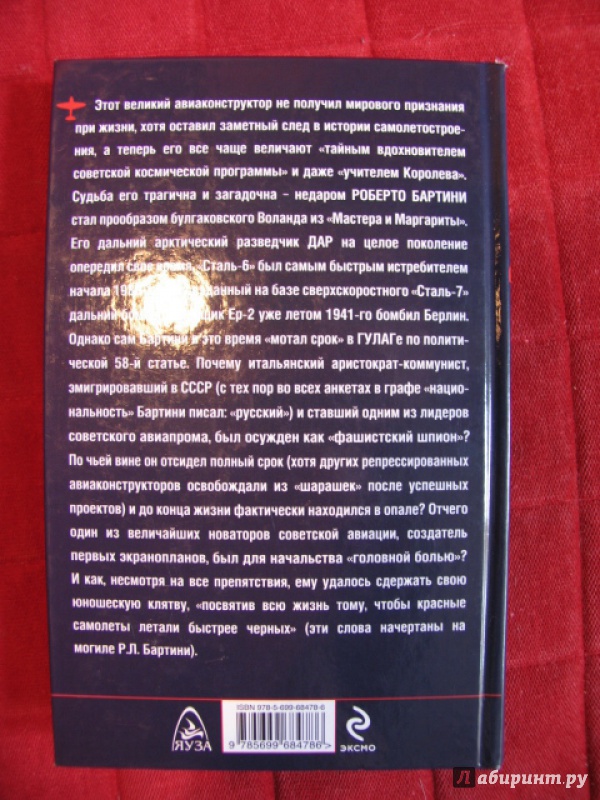 Этот великий авиаконструктор не получил мирового признания
при жизни, хотя оставил заметный след в истории самолетострое-
ния, а теперь его все чаще величают «тайным вдохновителем
советской космической программы» и даже «учителем Королева».
Судьба его трагична и загадочна – недаром РОБЕРТО БАРТИНИ
стал прообразом булгаковского Воланда из «Мастера и Маргариты».
Его дальний арктический разведчик ДАР на целое поколение
опередил свое время, «Сталь-6» был самым быстрым истребителем
начала на базе сверхскоростного «Сталь-7»
дальний Ер-2 уже летом 1941-го бомбил Берлин.
Однако сам Бартини в это время «мотал срок» в ГУЛАГе по полити-
ческой 58-й статье. Почему итальянский аристократ-коммунист,
эмигрировавший в СССР (с тех пор во всех анкетах в графе «нацио-
нальность» Бартини писал: «русский») и ставший одним из лидеров
советского авиапрома, был осужден как «фашистский шпион»?
По чьей вине он отсидел полный срок (хотя других репрессированных
авиаконструкторов освобождали из «шарашек» после успешных
проектов) и до конца жизни фактически находился в опале? Отчего
один из величайших новаторов советской авиации, создатель
первых экранопланов, был для начальства «головной болью»?
И как, несмотря на все препятствия, ему удалось сдержать свою
юношескую клятву, «посвятив всю жизнь тому, чтобы красные
самолеты летали быстрее черных» (эти слова начертаны на
могиле Р.Л. Бартини).
ISBN 978-5-699-68478-6
9 785699 684786 >
ЯУЗА
ЭКСМО
Лабиринт.ру